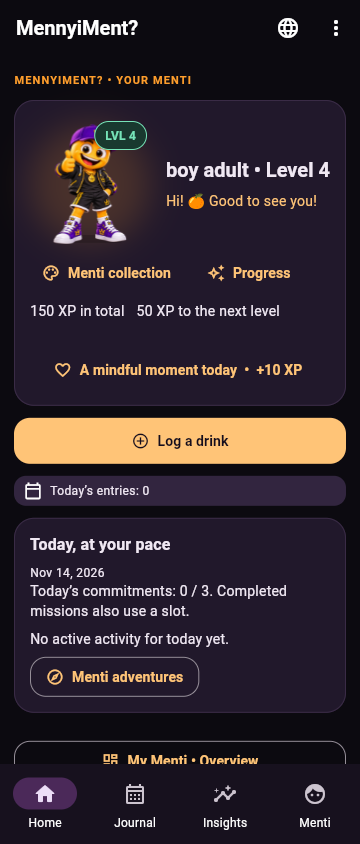 MennyiMent?
MENNYIMENT? • YOUR MENTI
LVL 4
boy adult • Level 4
Hi! 🍊 Good to see you!
Menti collection
Progress
150 XP in total 50 XP to the next level
A mindful moment today • +10 XP
Log a drink
Today's entries: 0
Today, at your pace
Nov 14, 2026
Today's commitments: 0 / 3. Completed
missions also use a slot.
No active activity for today yet.
Menti adventures
My Menti • Overview
Home
Journal
Insights
Menti